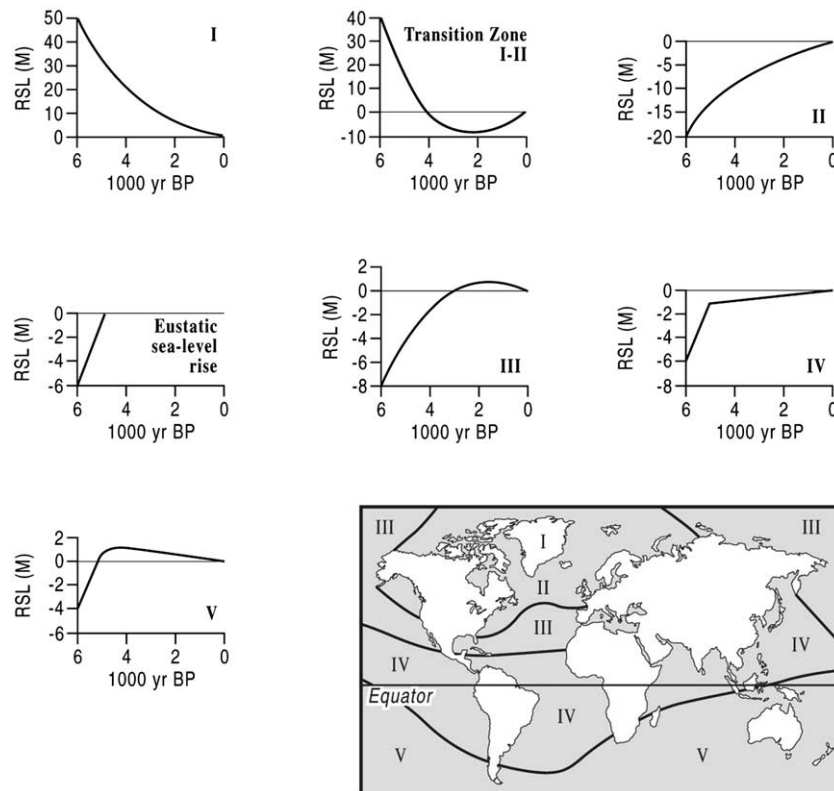 50
40
30
20
10
0
RSL (M)
6 4 2 0
1000 yr BP
I
40
30
20
10
0
-10
RSL (M)
6 4 2 0
1000 yr BP
Transition Zone
I-II
0
-5
-10
-15
-20
RSL (M)
6 4 2 0
1000 yr BP
II
0
-2
-4
-6
RSL (M)
6 4 2 0
1000 yr BP
Eustatic
sea-level
rise
2
0
-2
-4
-6
-8
RSL (M)
6 4 2 0
1000 yr BP
III
0
-2
-4
-6
-8
RSL (M)
6 4 2 0
1000 yr BP
IV
2
0
-2
-4
-6
RSL (M)
6 4 2 0
1000 yr BP
V
III III
I
II
III
IV IV
Equator
IV
V V